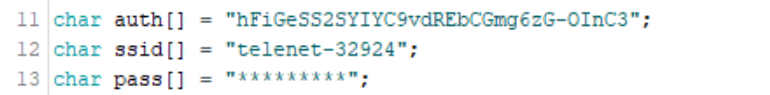 11 char auth[] = "hFiGeSS2SYIYC9vdREbCGmg6zG-OInC3";
12 char ssid[] = "telenet-32924";
13 char pass[] = "*********";